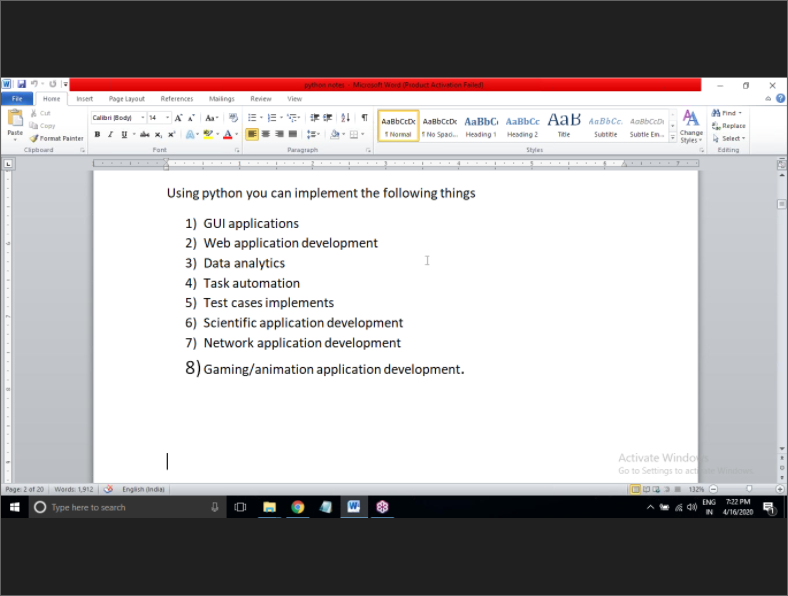 python notes - Microsoft Word (Product Activation Failed)
File Home Insert Page Layout References Mailings Review View
Cut
Copy
Format Painter
Paste
Calibri (Body) 14
AaBbCcDc AaBbCcDc AaBbC AaBbCc AaB AaBbCc. AaBbCcDt
¶ Normal ¶ No Spaci... Heading 1 Heading 2 Title Subtitle Subtle Em...
Change Styles
Find
Replace
Select
Clipboard Font Paragraph Styles Editing
Using python you can implement the following things
1) GUI applications
2) Web application development
3) Data analytics
4) Task automation
5) Test cases implements
6) Scientific application development
7) Network application development
8) Gaming/animation application development.
Activate Windows
Go to Settings to activate Windows.
Page: 2 of 20 Words: 1,912 English (India) 132%
Type here to search
ENG 7:22 PM
IN 4/16/2020